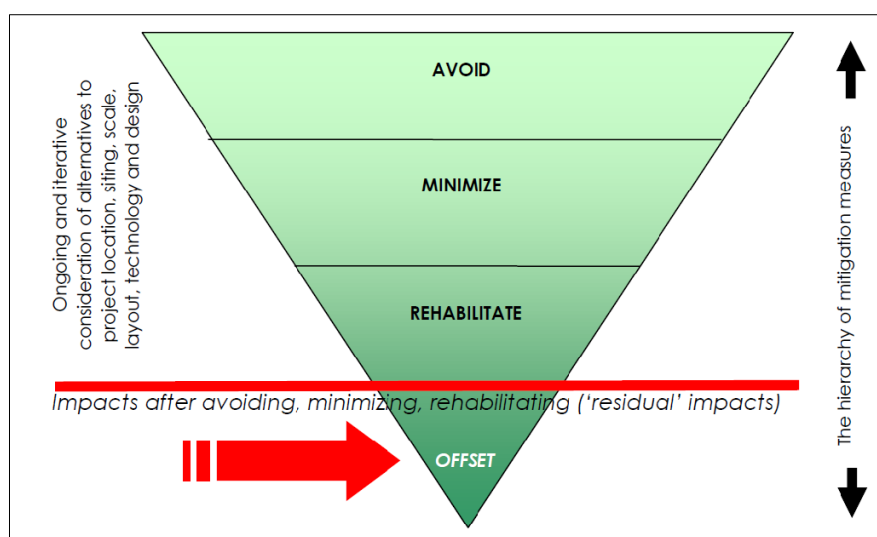 AVOID
MINIMIZE
REHABILITATE
Ongoing and iterative
consideration of alternatives to
project location, siting, scale,
layout, technology and design
Impacts after avoiding, minimizing, rehabilitating (‘residual’ impacts)
OFFSET
The hierarchy of mitigation measures